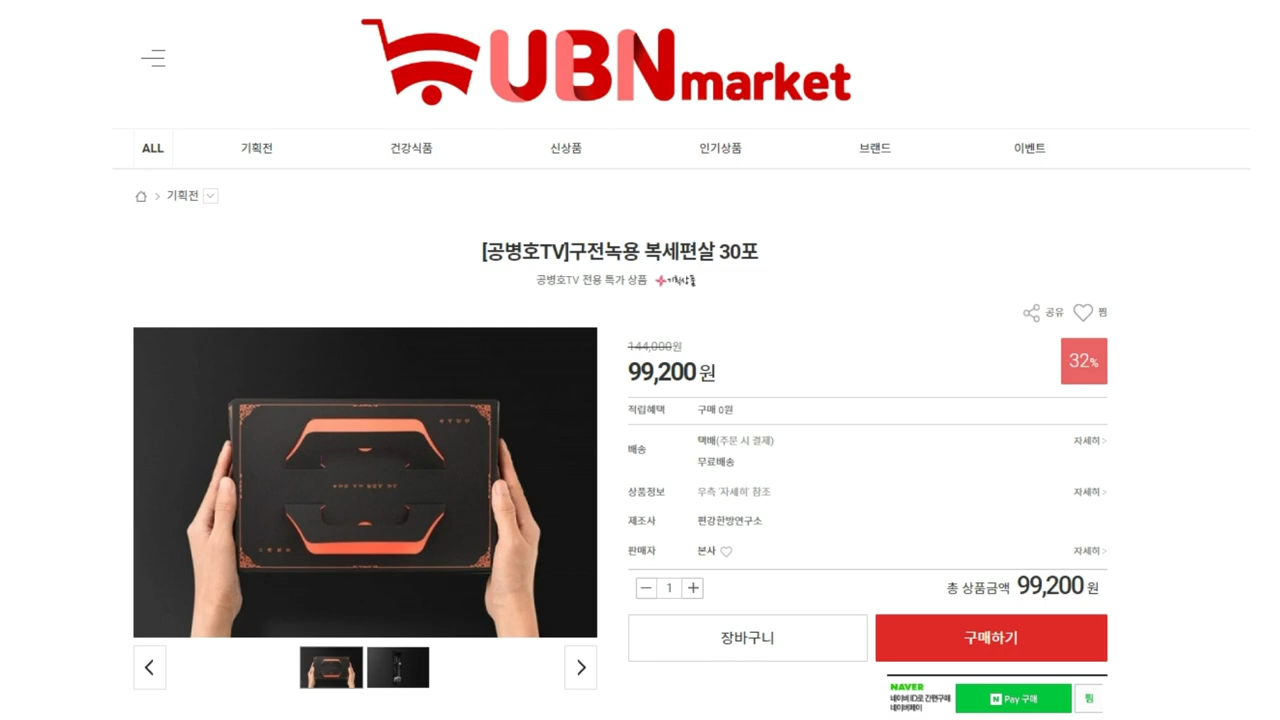 UBNmarket
ALL 기획전 건강식품 신상품 인기상품 브랜드 이벤트
기획전
[공병호TV]구전녹용 복세편살 30포
공병호TV 전용 특가 상품 기획상품
공유 찜
144,000원
99,200 원
32%
적립혜택 구매 0원
배송 택배(주문 시 결제) 자세히 >
무료배송
상품정보 우측 '자세히' 참조 자세히 >
제조사 편강한방연구소
판매자 본사 자세히 >
1
총 상품금액 99,200 원
장바구니 구매하기
NAVER
네이버 ID로 간편구매
네이버페이
N Pay 구매 찜